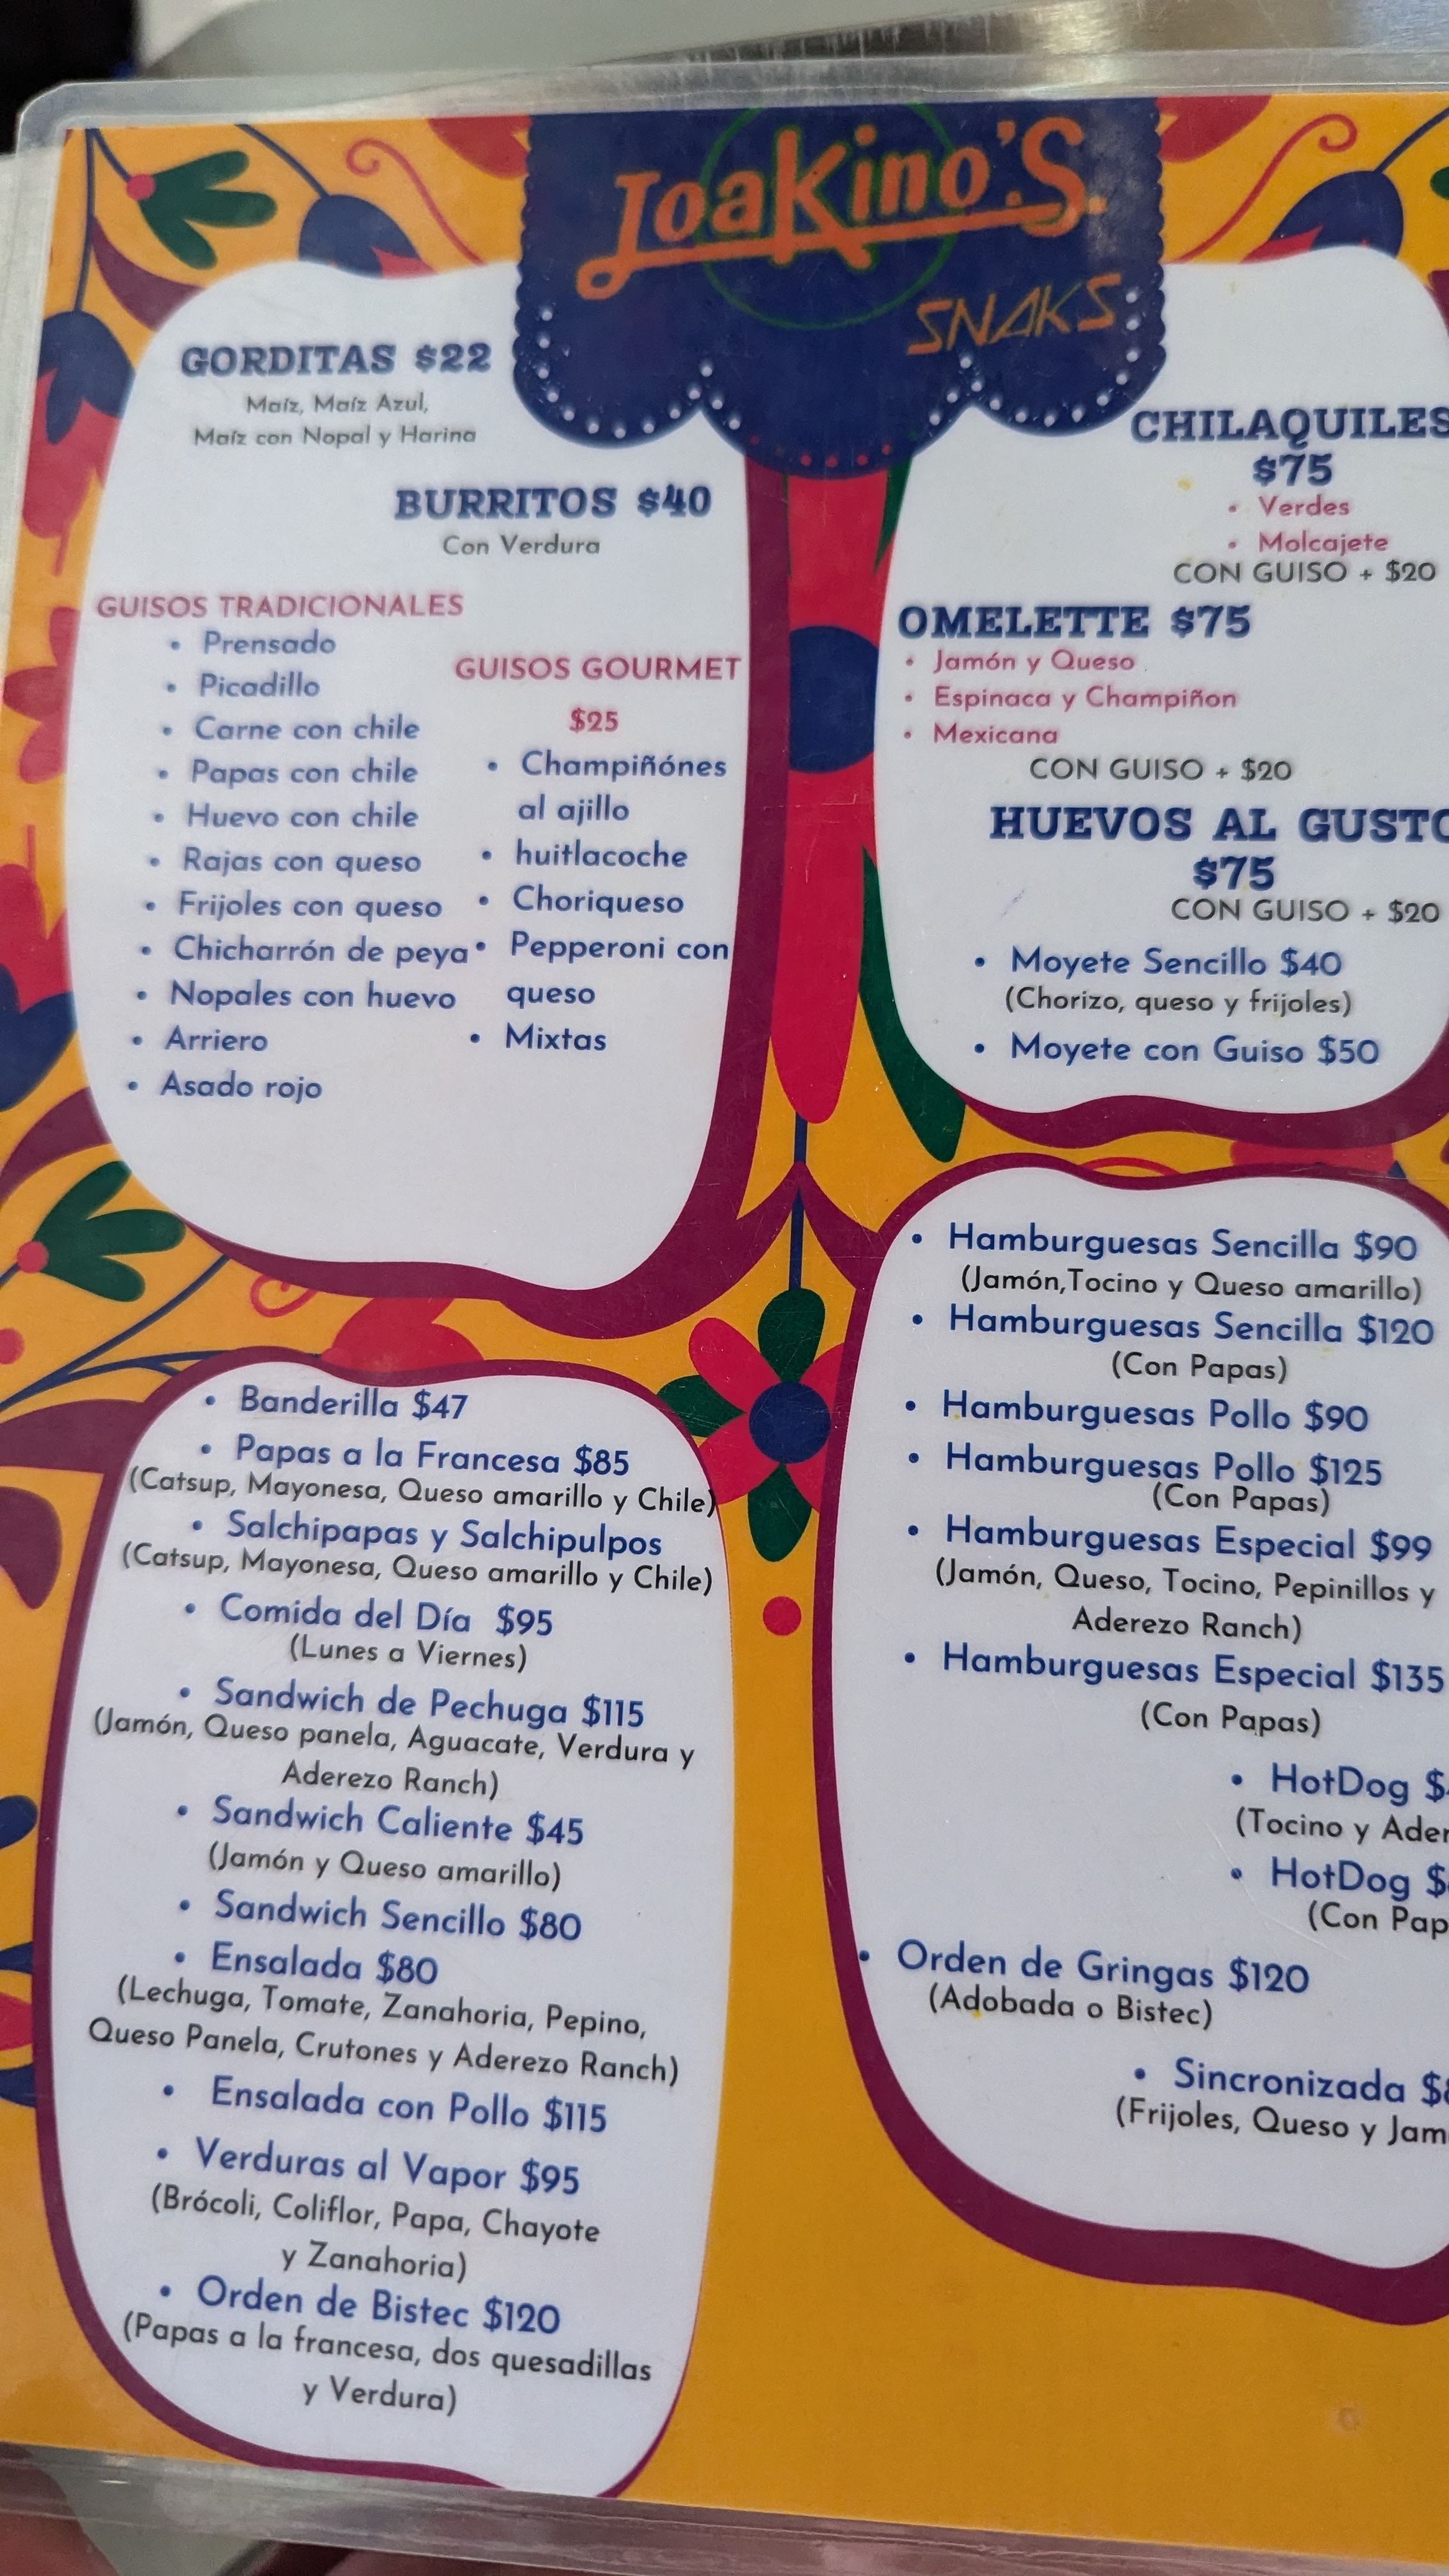 JoaKino'S
SNAKS
GORDITAS $22
Maíz, Maíz Azul,
Maíz con Nopal y Harina
BURRITOS $40
Con Verdura
GUISOS TRADICIONALES
• Prensado
• Picadillo
• Carne con chile
• Papas con chile
• Huevo con chile
• Rajas con queso
• Frijoles con queso
• Chicharrón de peya
• Nopales con huevo
• Arriero
• Asado rojo
GUISOS GOURMET
$25
• Champiñónes
al ajillo
• huitlacoche
• Choriqueso
• Pepperoni con
queso
• Mixtas
CHILAQUILES
$75
• Verdes
• Molcajete
CON GUISO + $20
OMELETTE $75
• Jamón y Queso
• Espinaca y Champiñon
• Mexicana
CON GUISO + $20
HUEVOS AL GUSTO
$75
CON GUISO + $20
• Moyete Sencillo $40
(Chorizo, queso y frijoles)
• Moyete con Guiso $50
• Banderilla $47
• Papas a la Francesa $85
(Catsup, Mayonesa, Queso amarillo y Chile)
• Salchipapas y Salchipulpos
(Catsup, Mayonesa, Queso amarillo y Chile)
• Comida del Día $95
(Lunes a Viernes)
• Sandwich de Pechuga $115
(Jamón, Queso panela, Aguacate, Verdura y
Aderezo Ranch)
• Sandwich Caliente $45
(Jamón y Queso amarillo)
• Sandwich Sencillo $80
• Ensalada $80
(Lechuga, Tomate, Zanahoria, Pepino,
Queso Panela, Crutones y Aderezo Ranch)
• Ensalada con Pollo $115
• Verduras al Vapor $95
(Brócoli, Coliflor, Papa, Chayote
y Zanahoria)
• Orden de Bistec $120
(Papas a la francesa, dos quesadillas
y Verdura)
• Hamburguesas Sencilla $90
(Jamón,Tocino y Queso amarillo)
• Hamburguesas Sencilla $120
(Con Papas)
• Hamburguesas Pollo $90
• Hamburguesas Pollo $125
(Con Papas)
• Hamburguesas Especial $99
(Jamón, Queso, Tocino, Pepinillos y
Aderezo Ranch)
• Hamburguesas Especial $135
(Con Papas)
• HotDog $
(Tocino y Ader
• HotDog $
(Con Pap
• Orden de Gringas $120
(Adobada o Bistec)
• Sincronizada $
(Frijoles, Queso y Jam